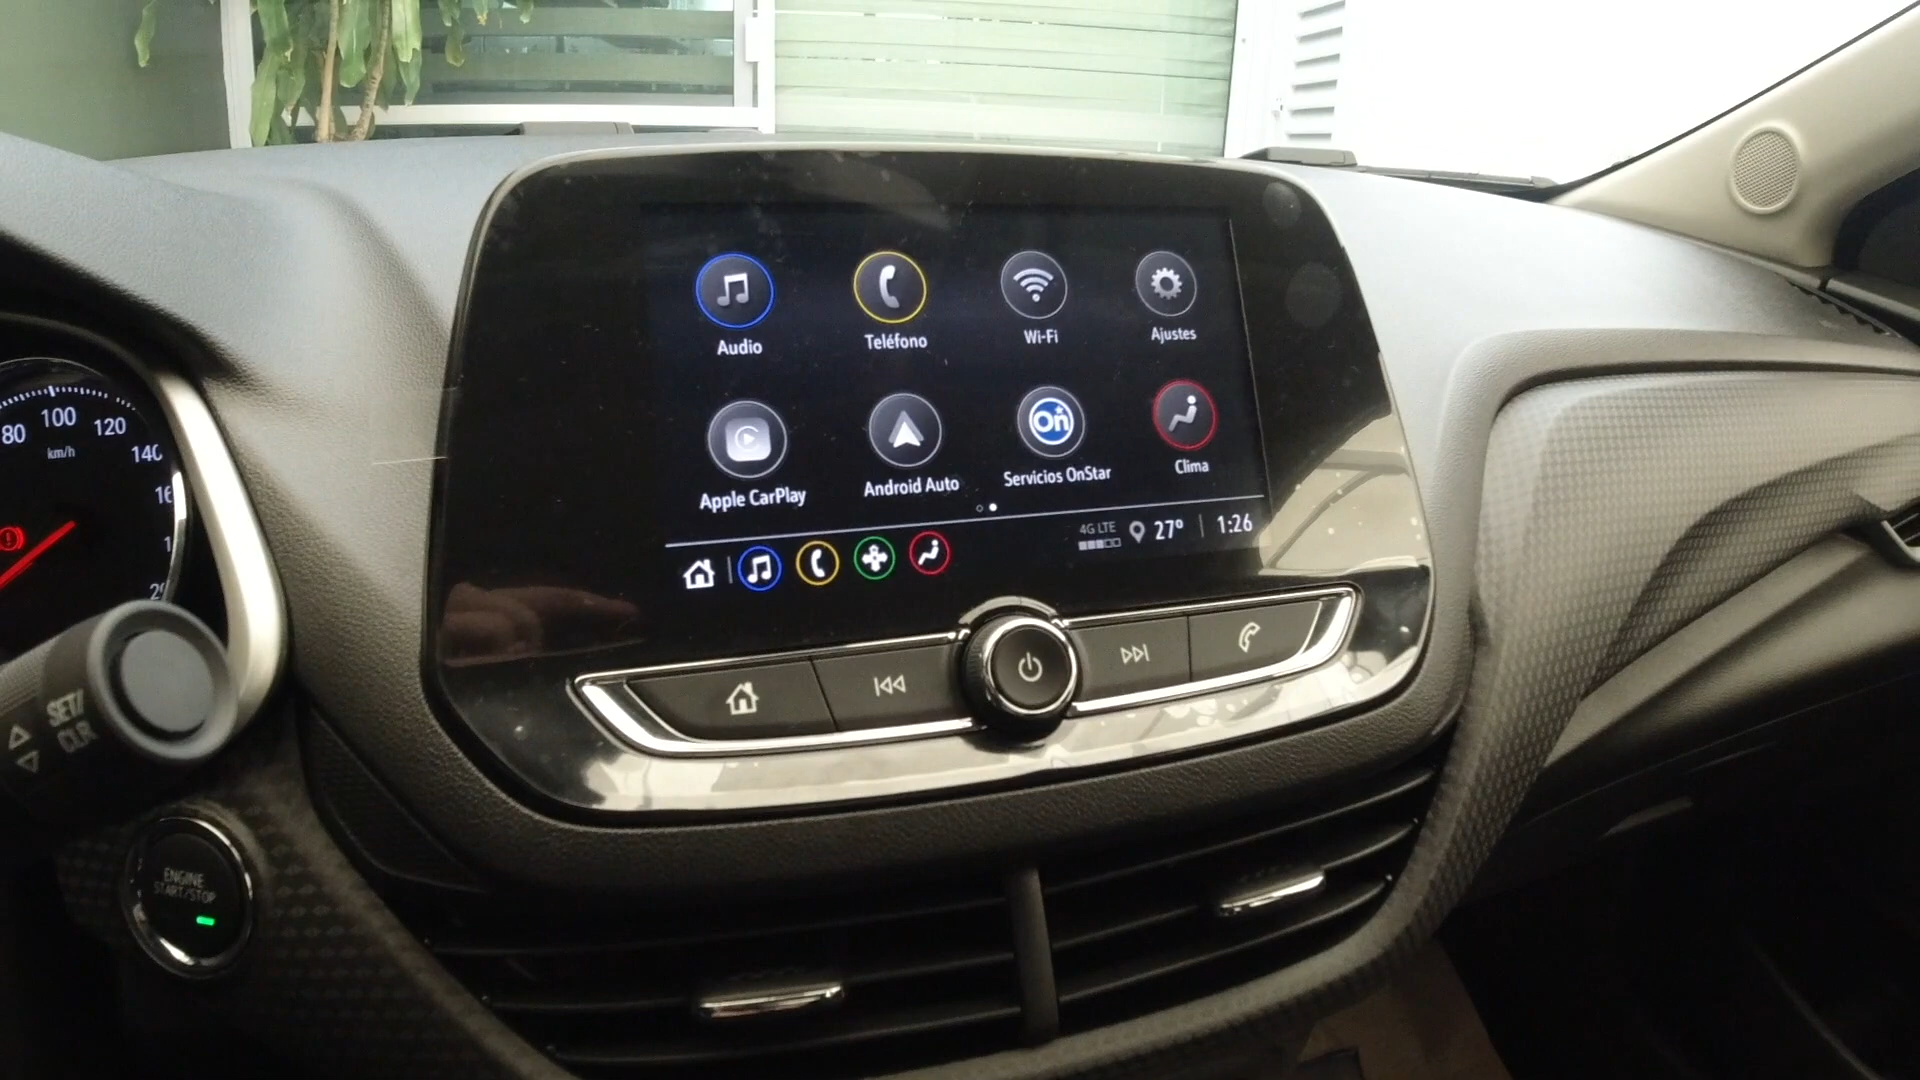 Audio
Teléfono
Wi-Fi
Ajustes
Apple CarPlay
Android Auto
On
Servicios OnStar
Clima
4G LTE
27°
1:26
80
100
120
140
km/h
SET/
CLR
ENGINE
START/STOP